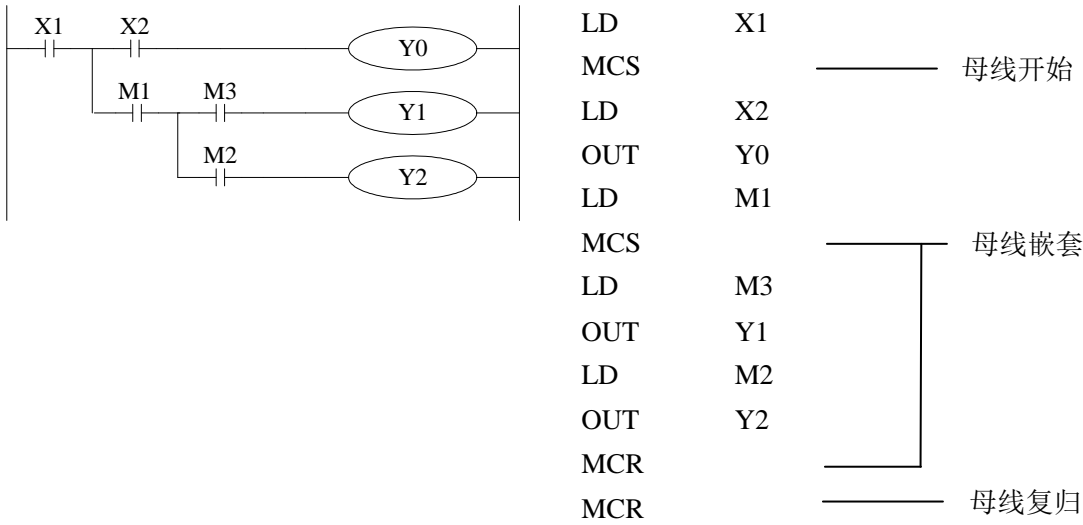 X1 X2 Y0
M1 M3 Y1
M2 Y2
LD X1
MCS 母线开始
LD X2
OUT Y0
LD M1
MCS 母线嵌套
LD M3
OUT Y1
LD M2
OUT Y2
MCR
MCR 母线复归